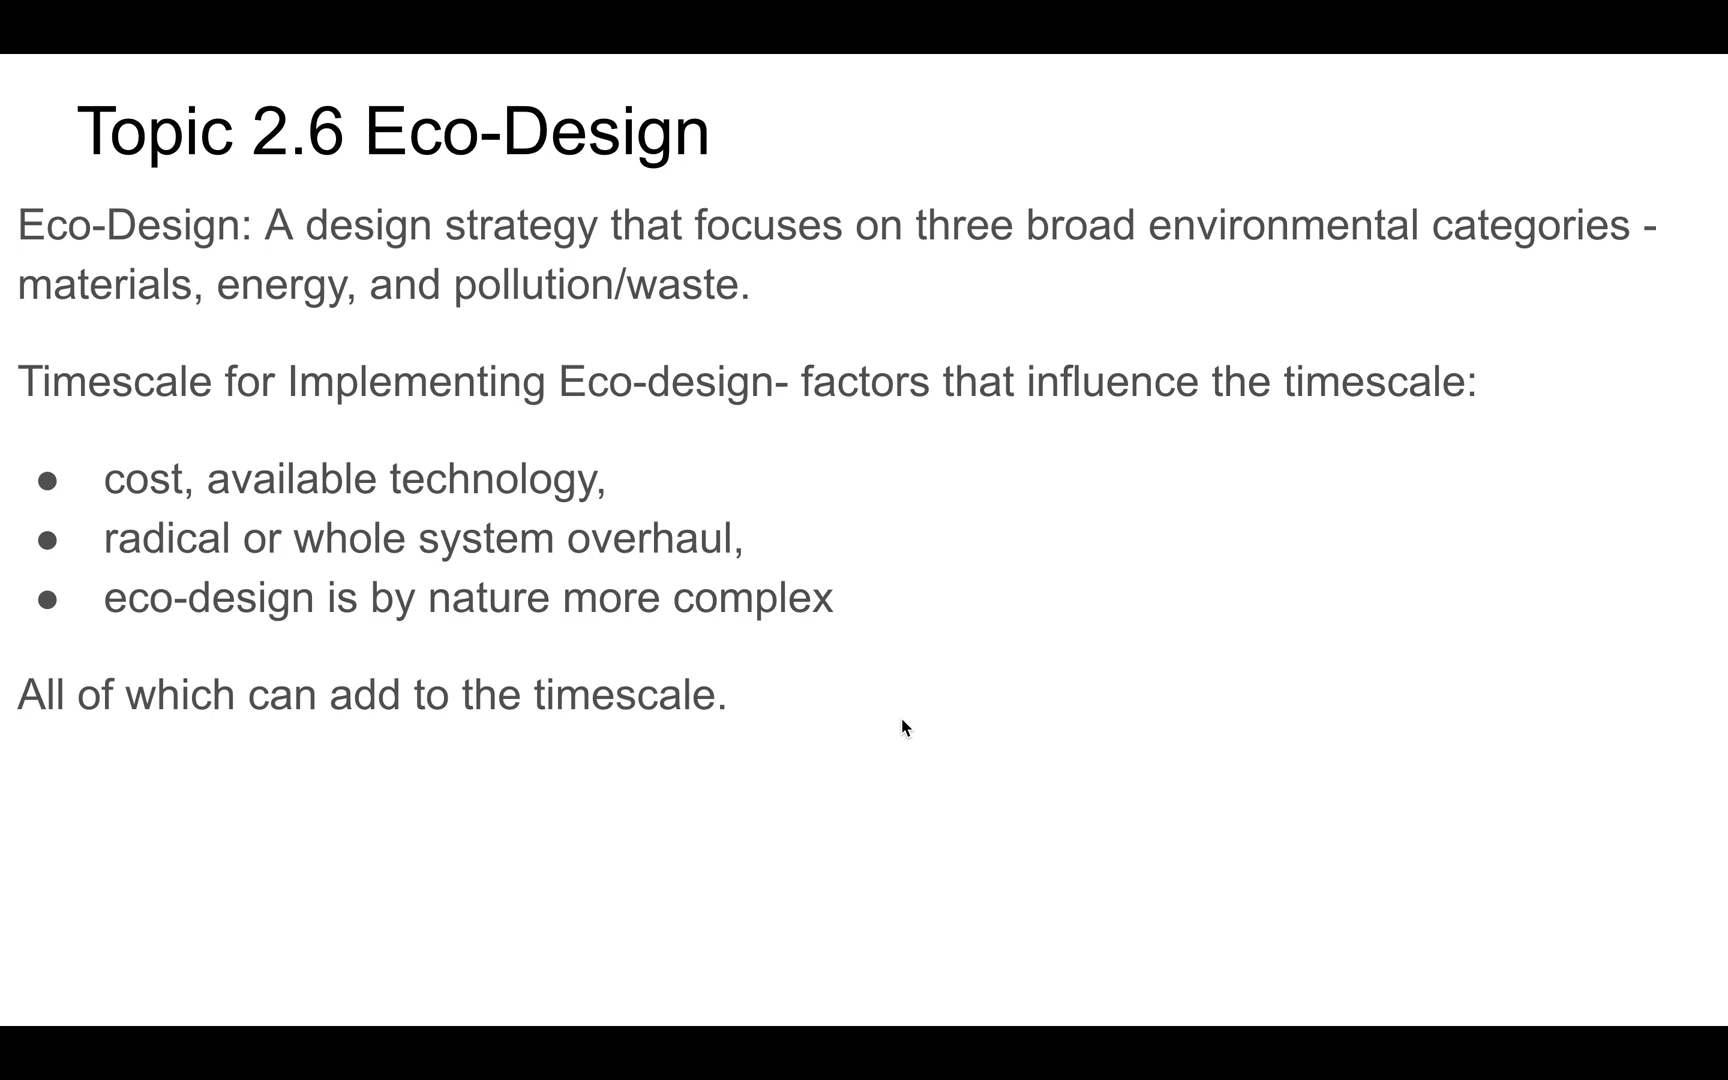 Topic 2.6 Eco-Design
Eco-Design: A design strategy that focuses on three broad environmental categories -
materials, energy, and pollution/waste.
Timescale for Implementing Eco-design- factors that influence the timescale:
● cost, available technology,
● radical or whole system overhaul,
● eco-design is by nature more complex
All of which can add to the timescale.